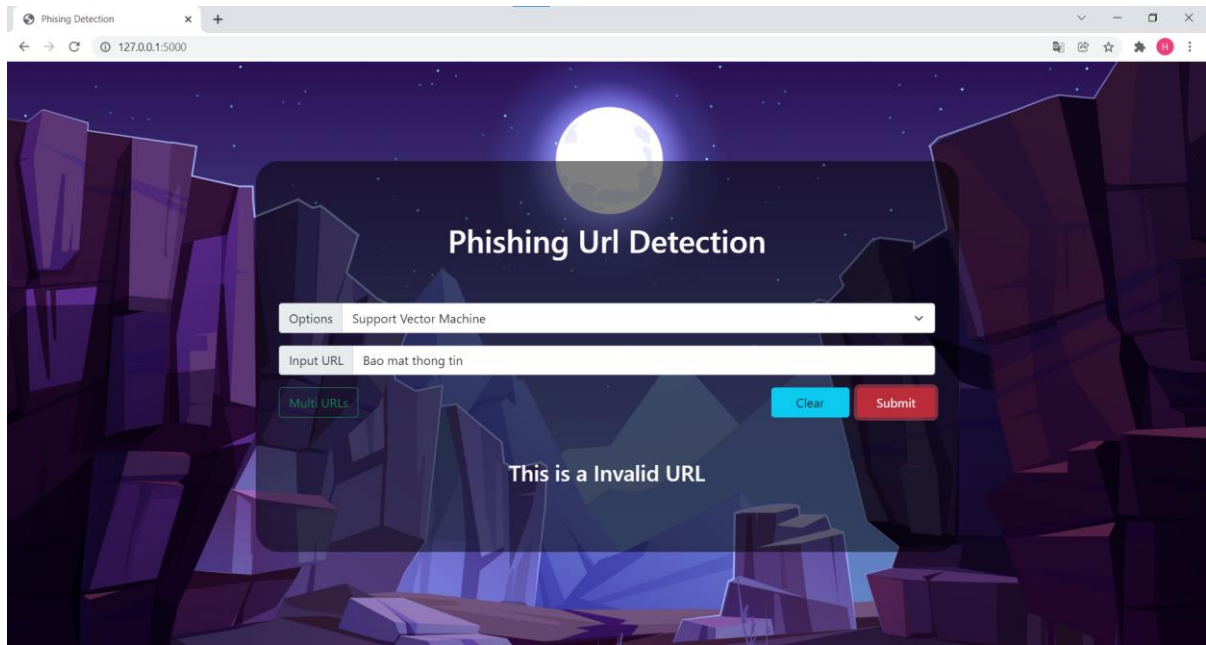 Phising Detection
127.0.0.1:5000
H
Phishing Url Detection
Options Support Vector Machine
Input URL Bao mat thong tin
Multi URLs Clear Submit
This is a Invalid URL